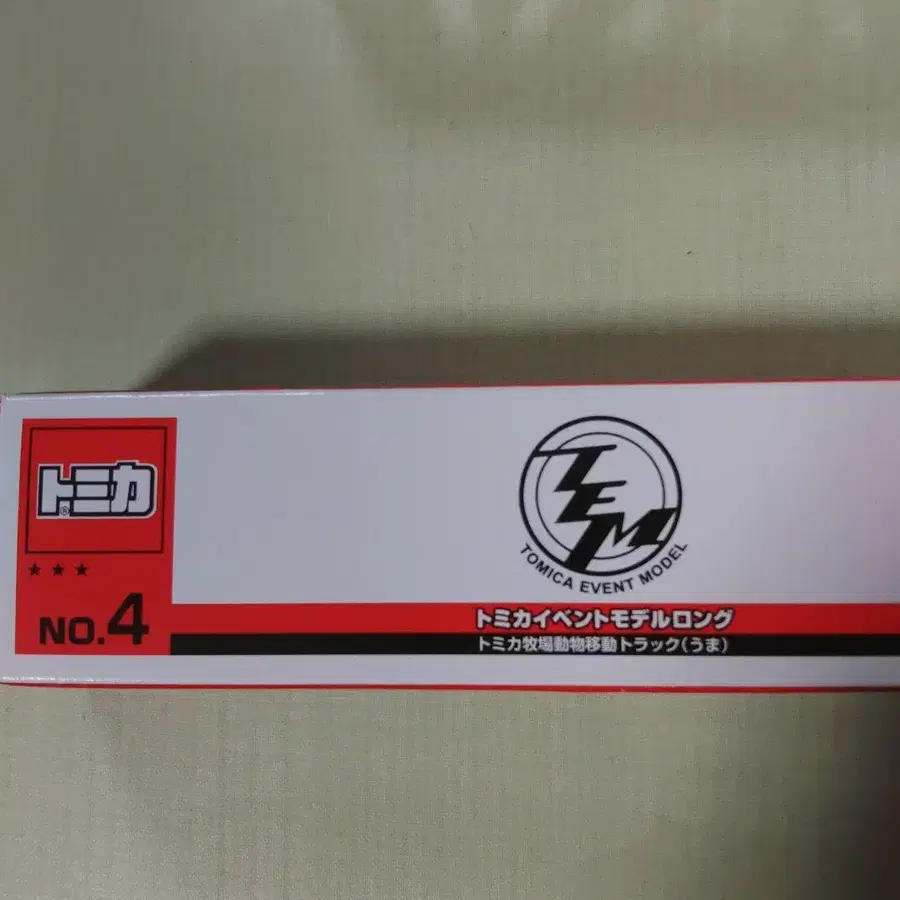 トミカ®
★★★
NO.4
TEM
TOMICA EVENT MODEL
トミカイベントモデルロング
トミカ牧場動物移動トラック(うま)